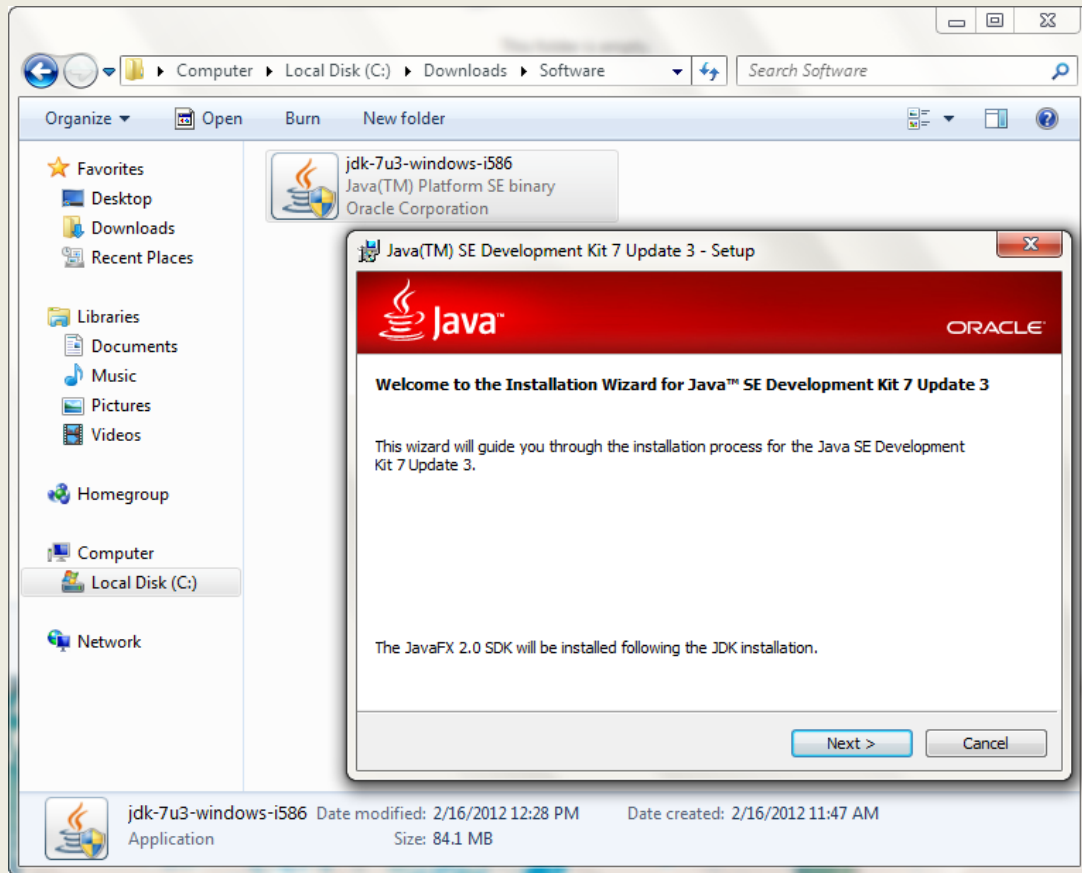 Computer Local Disk (C:) Downloads Software
Search Software
Organize Open Burn New folder
Favorites
Desktop
Downloads
Recent Places
Libraries
Documents
Music
Pictures
Videos
Homegroup
Computer
Local Disk (C:)
Network
jdk-7u3-windows-i586
Java(TM) Platform SE binary
Oracle Corporation
Java(TM) SE Development Kit 7 Update 3 - Setup
Java™
ORACLE®
Welcome to the Installation Wizard for Java™ SE Development Kit 7 Update 3
This wizard will guide you through the installation process for the Java SE Development
Kit 7 Update 3.
The JavaFX 2.0 SDK will be installed following the JDK installation.
Next >
Cancel
jdk-7u3-windows-i586 Date modified: 2/16/2012 12:28 PM Date created: 2/16/2012 11:47 AM
Application Size: 84.1 MB